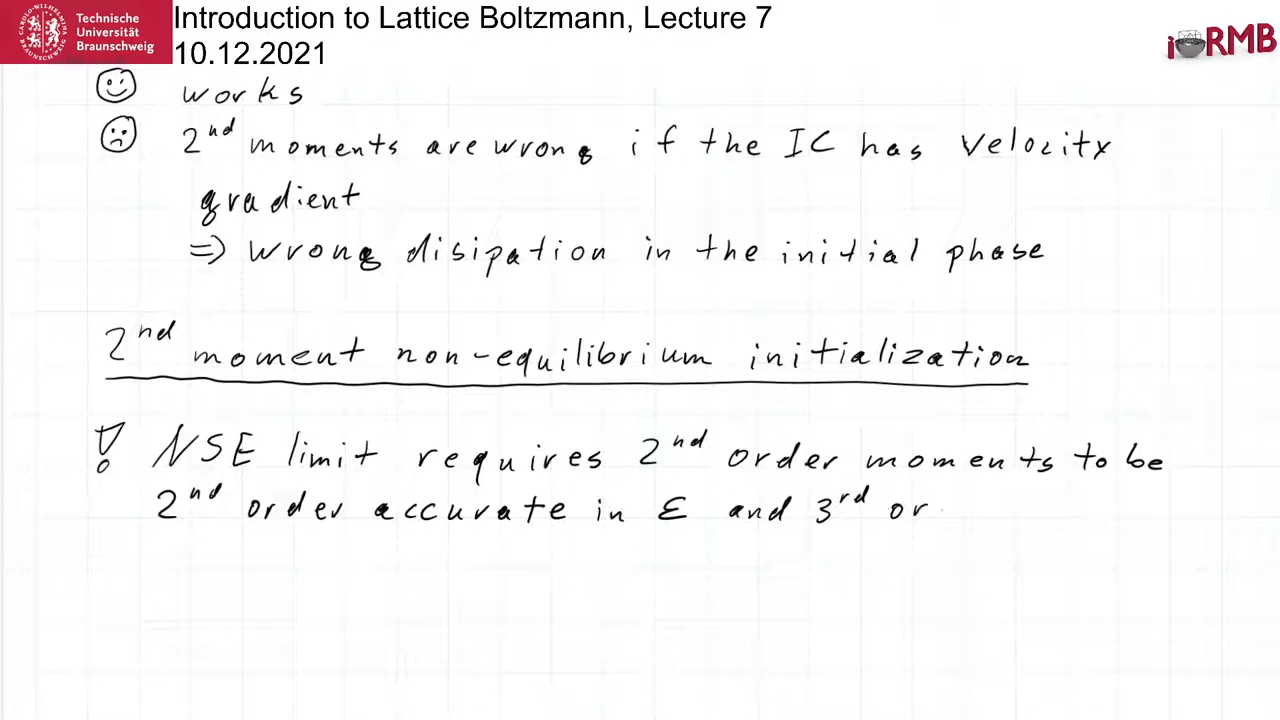 Technische
Universität
Braunschweig
Introduction to Lattice Boltzmann, Lecture 7
10.12.2021
iRMB
works
2nd moments are wrong if the IC has velocity
gradient
=> wrong disipation in the initial phase
2nd moment non-equilibrium initialization
! NSE limit requires 2nd order moments to be
2nd order accurate in ε and 3rd or